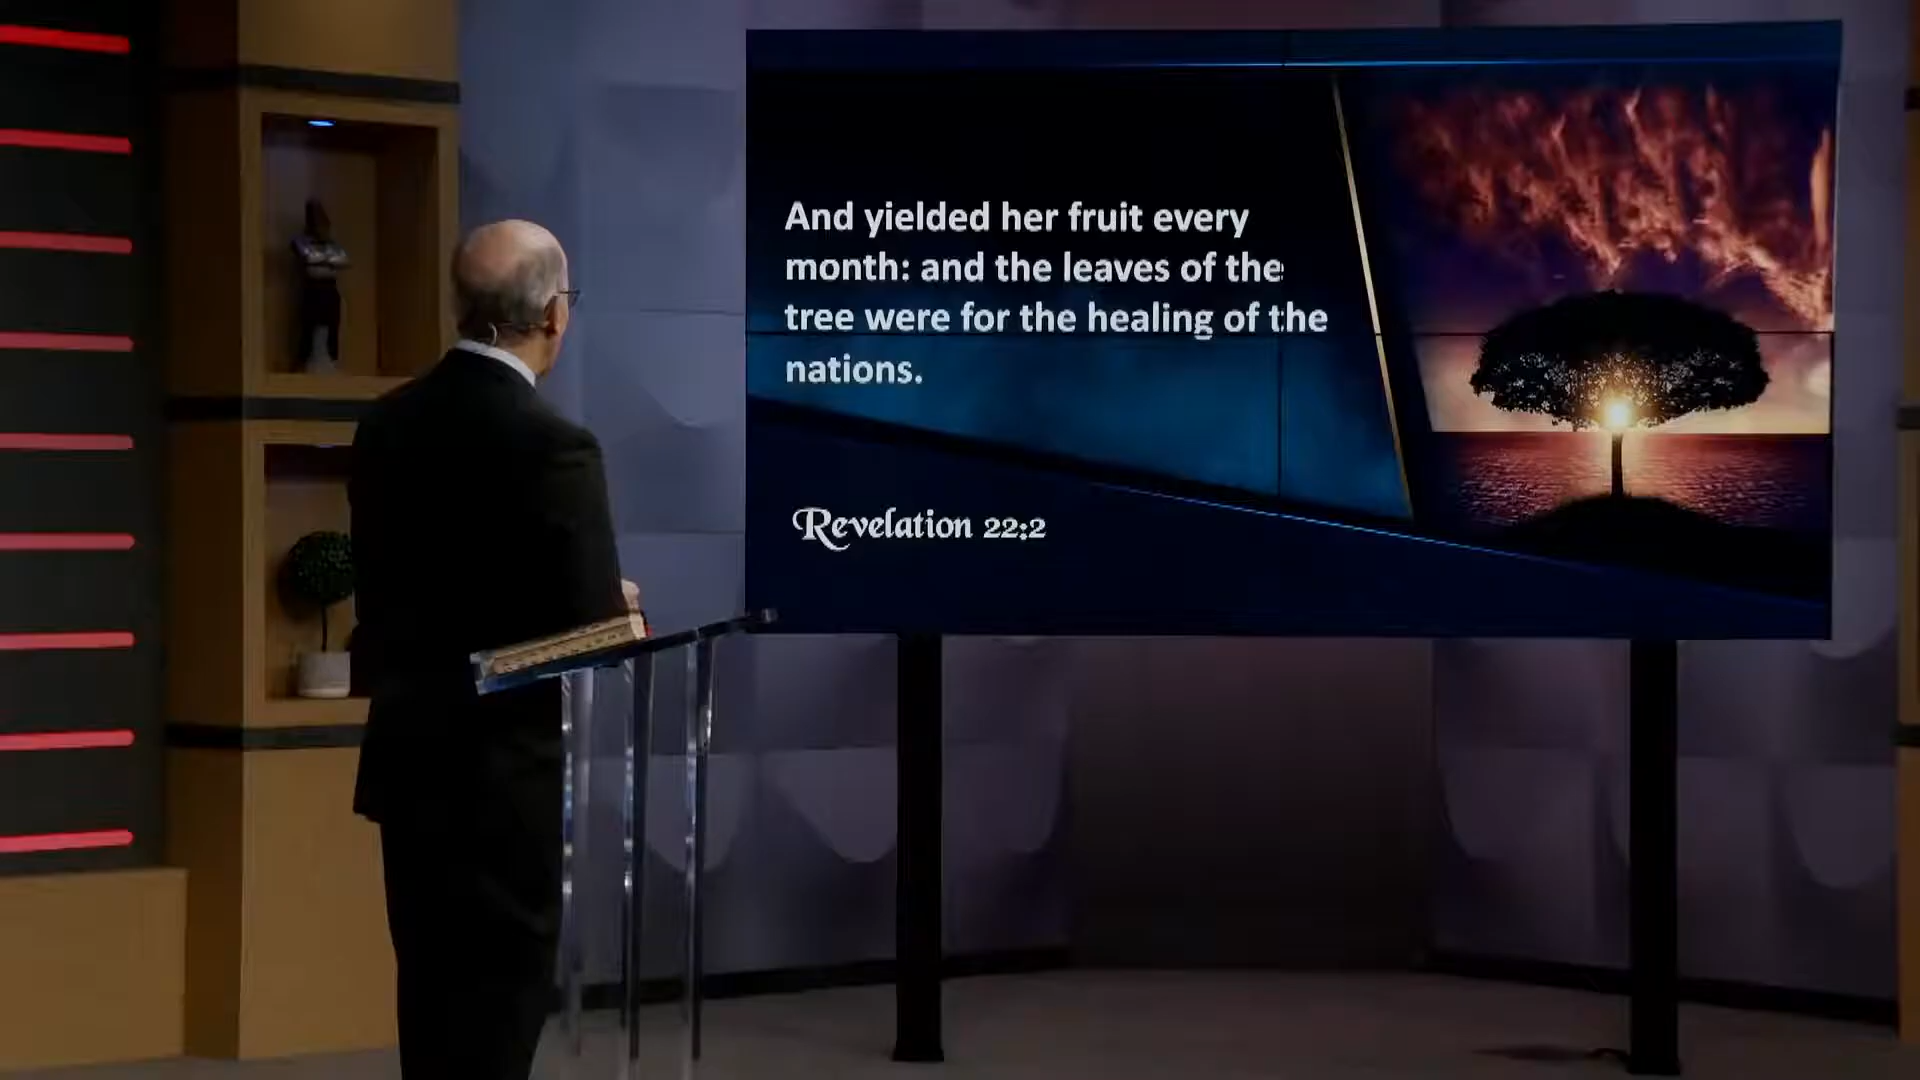 And yielded her fruit every
month: and the leaves of the
tree were for the healing of the
nations.
Revelation 22:2